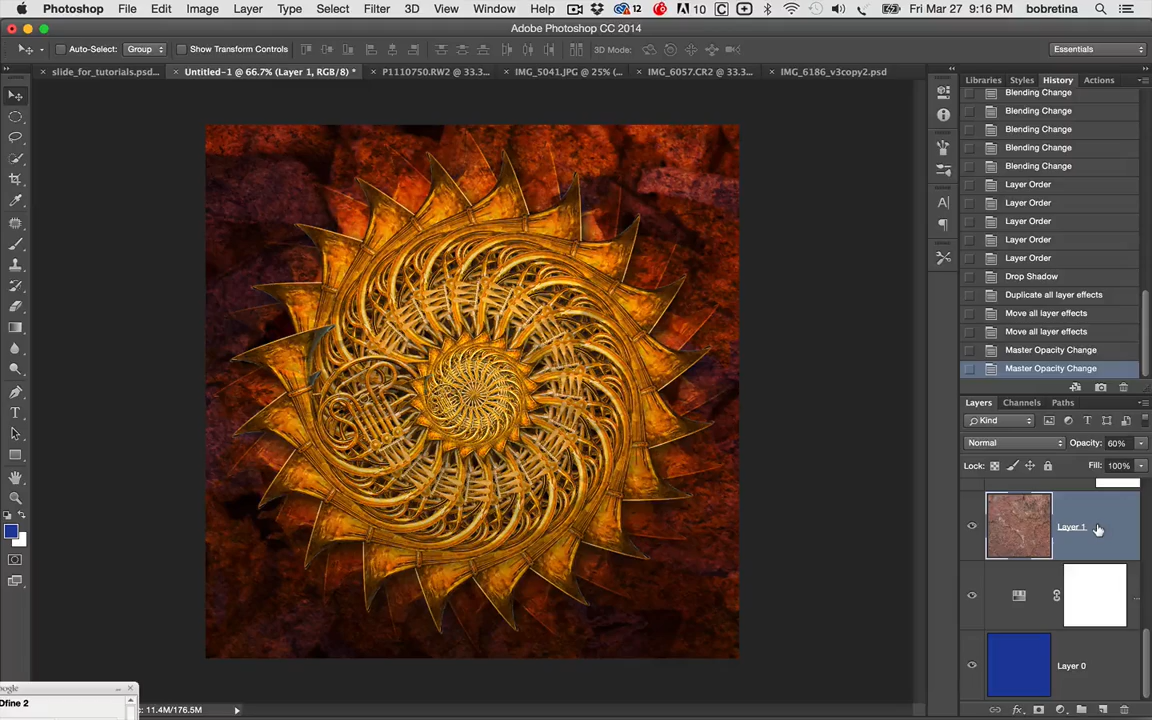 Photoshop File Edit Image Layer Type Select Filter 3D View Window Help 12 10 Fri Mar 27 9:16 PM bobretina
Adobe Photoshop CC 2014
Auto-Select: Group Show Transform Controls 3D Mode: Essentials
slide_for_tutorials.psd... Untitled-1 @ 66.7% (Layer 1, RGB/8) * P1110750.RW2 @ 33.3... IMG_5041.JPG @ 25% (... IMG_6057.CR2 @ 33.3... IMG_6186_v3copy2.psd
Libraries Styles History Actions
Blending Change
Blending Change
Blending Change
Blending Change
Blending Change
Layer Order
Layer Order
Layer Order
Layer Order
Layer Order
Drop Shadow
Duplicate all layer effects
Move all layer effects
Move all layer effects
Master Opacity Change
Master Opacity Change
Layers Channels Paths
Kind
Normal Opacity: 60%
Lock: Fill: 100%
Layer 1
Layer 0
oogle
Dfine 2
: 11.4M/176.5M